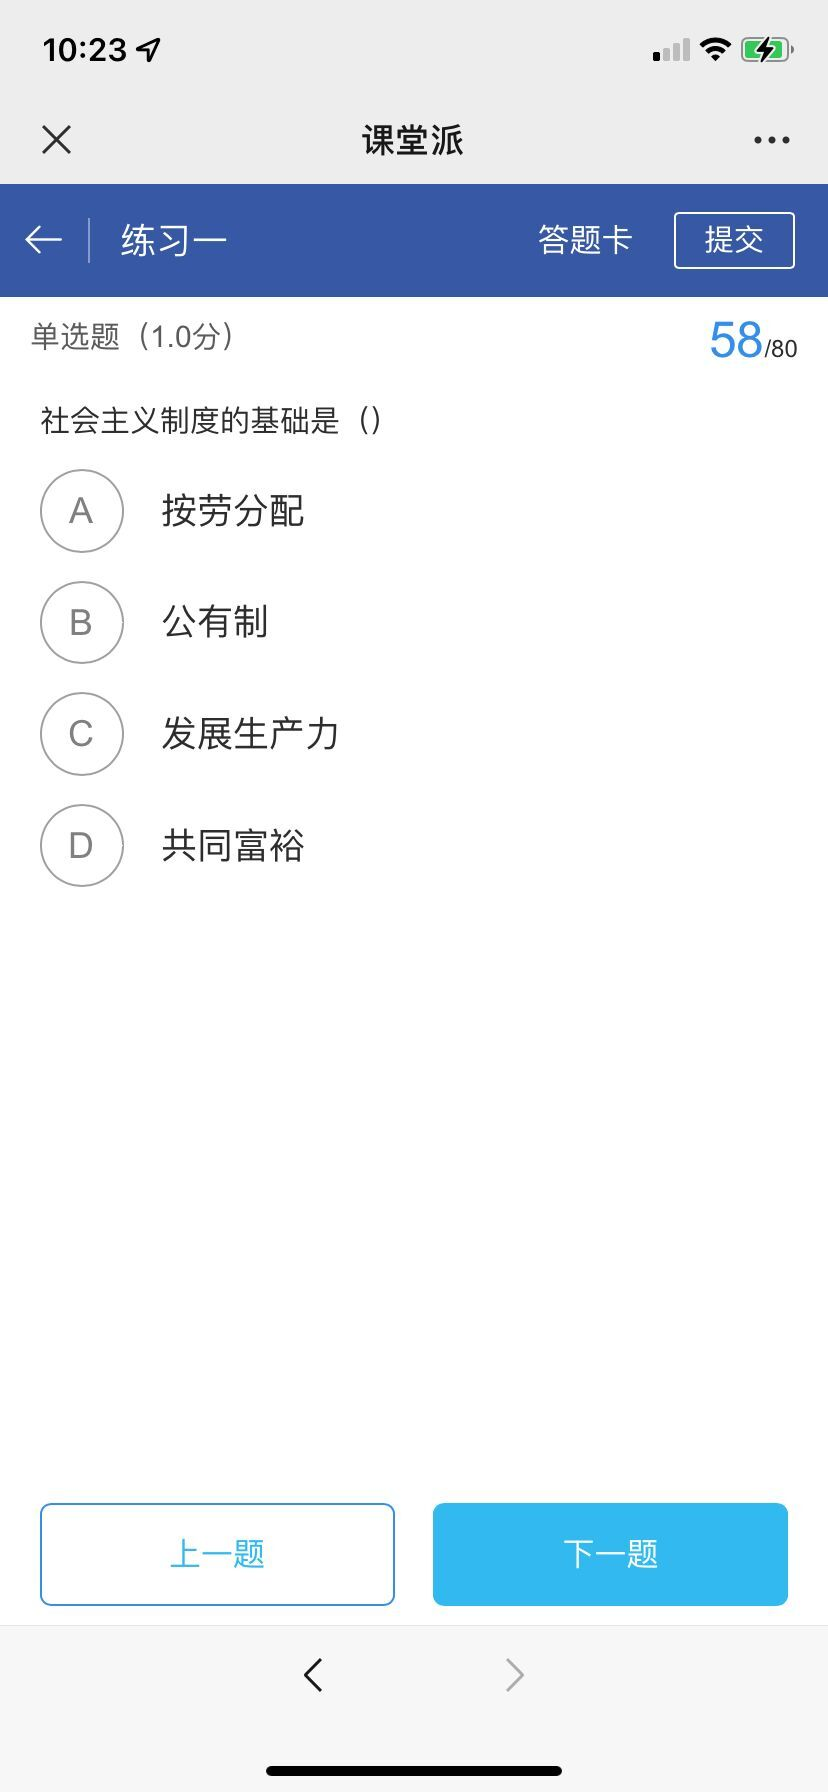 10:23
课堂派
练习一
答题卡
提交
单选题（1.0分）
58/80
社会主义制度的基础是（）
A 按劳分配
B 公有制
C 发展生产力
D 共同富裕
上一题
下一题